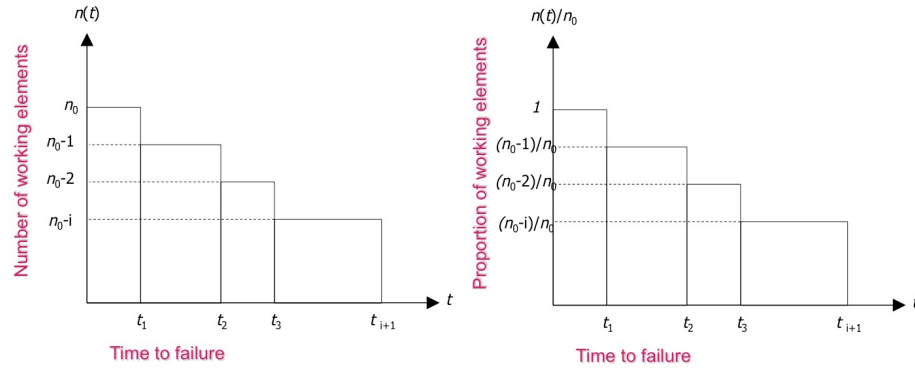 n(t)
Number of working elements
n₀
n₀-1
n₀-2
n₀-i
t
t₁
t₂
t₃
t i+1
Time to failure
n(t)/n₀
Proportion of working elements
1
(n₀-1)/n₀
(n₀-2)/n₀
(n₀-i)/n₀
t
t₁
t₂
t₃
t i+1
Time to failure